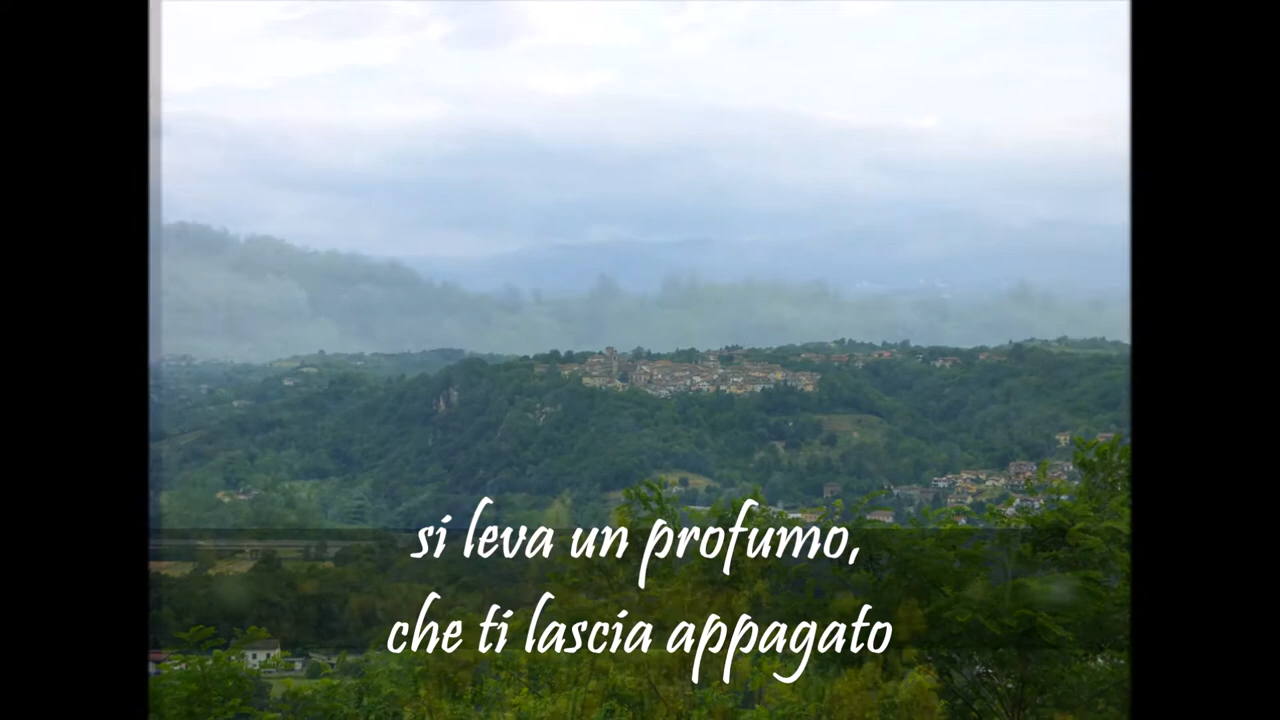 si leva un profumo,
che ti lascia appagato